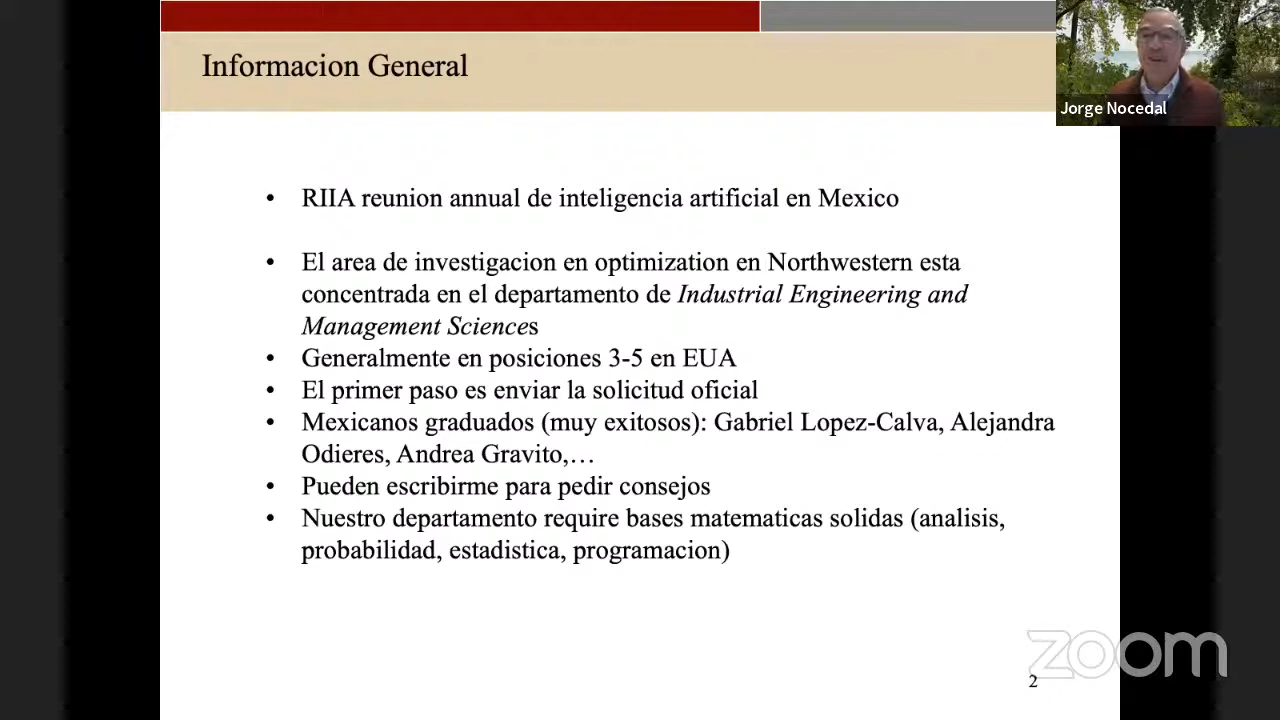 Informacion General
Jorge Nocedal
• RIIA reunion annual de inteligencia artificial en Mexico
• El area de investigacion en optimization en Northwestern esta
concentrada en el departamento de Industrial Engineering and
Management Sciences
• Generalmente en posiciones 3-5 en EUA
• El primer paso es enviar la solicitud oficial
• Mexicanos graduados (muy exitosos): Gabriel Lopez-Calva, Alejandra
Odieres, Andrea Gravito,…
• Pueden escribirme para pedir consejos
• Nuestro departamento require bases matematicas solidas (analisis,
probabilidad, estadistica, programacion)
zoom
2